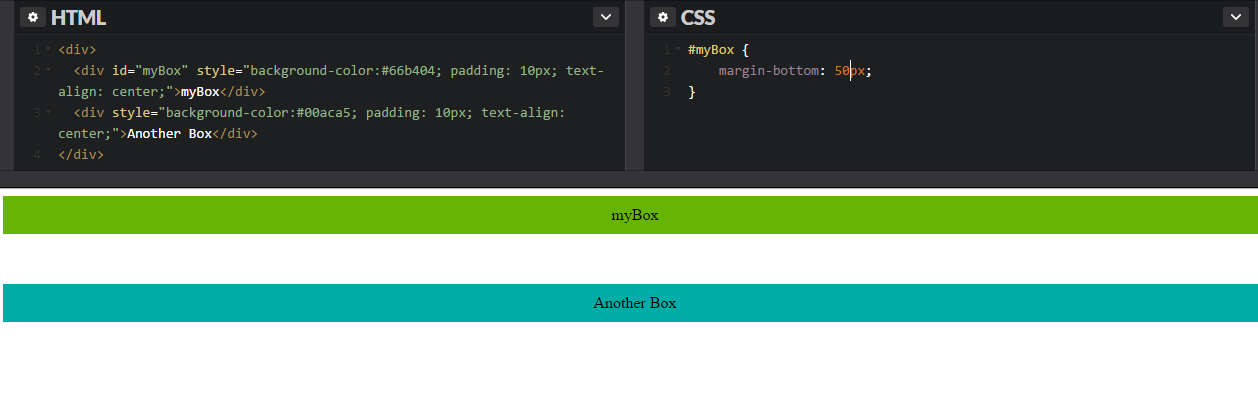 HTML
1 <div>
2 <div id="myBox" style="background-color:#66b404; padding: 10px; text-
align: center;">myBox</div>
3 <div style="background-color:#00aca5; padding: 10px; text-align:
center;">Another Box</div>
4 </div>
CSS
1 #myBox {
2 margin-bottom: 50px;
3 }
myBox
Another Box